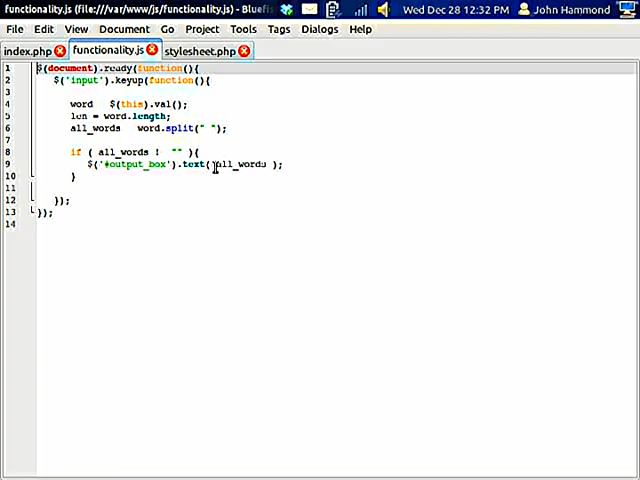 functionality.js (file:///var/www/js/functionality.js) - Bluef
Wed Dec 28 12:32 PM John Hammond
File Edit View Document Go Project Tools Tags Dialogs Help
index.php functionality.js stylesheet.php
1 $(document).ready(function(){
2 $('input').keyup(function(){
3
4 word $(this).val();
5 len = word.length;
6 all_words word.split(" ");
7
8 if ( all_words ! "" ){
9 $('#output_box').text( all_words );
10 }
11
12 });
13 });
14